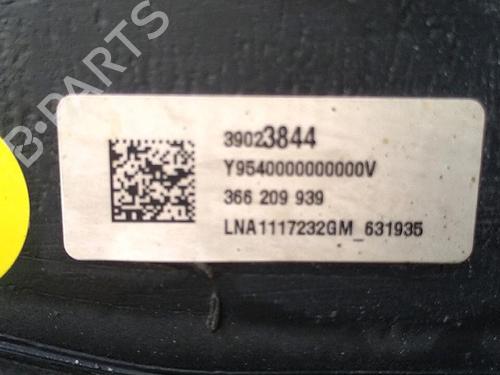 B-PARTS
39023844
Y9540000000000V
366 209 939
LNA1117232GM_631935